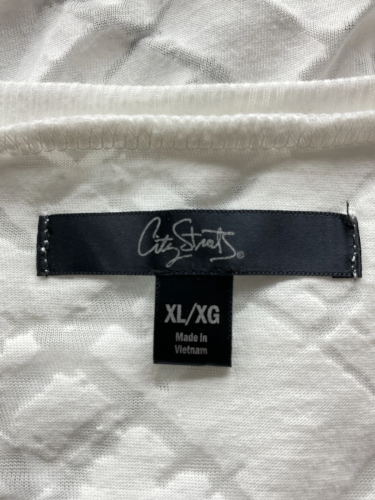 City Streets®
XL/XG
Made in
Vietnam